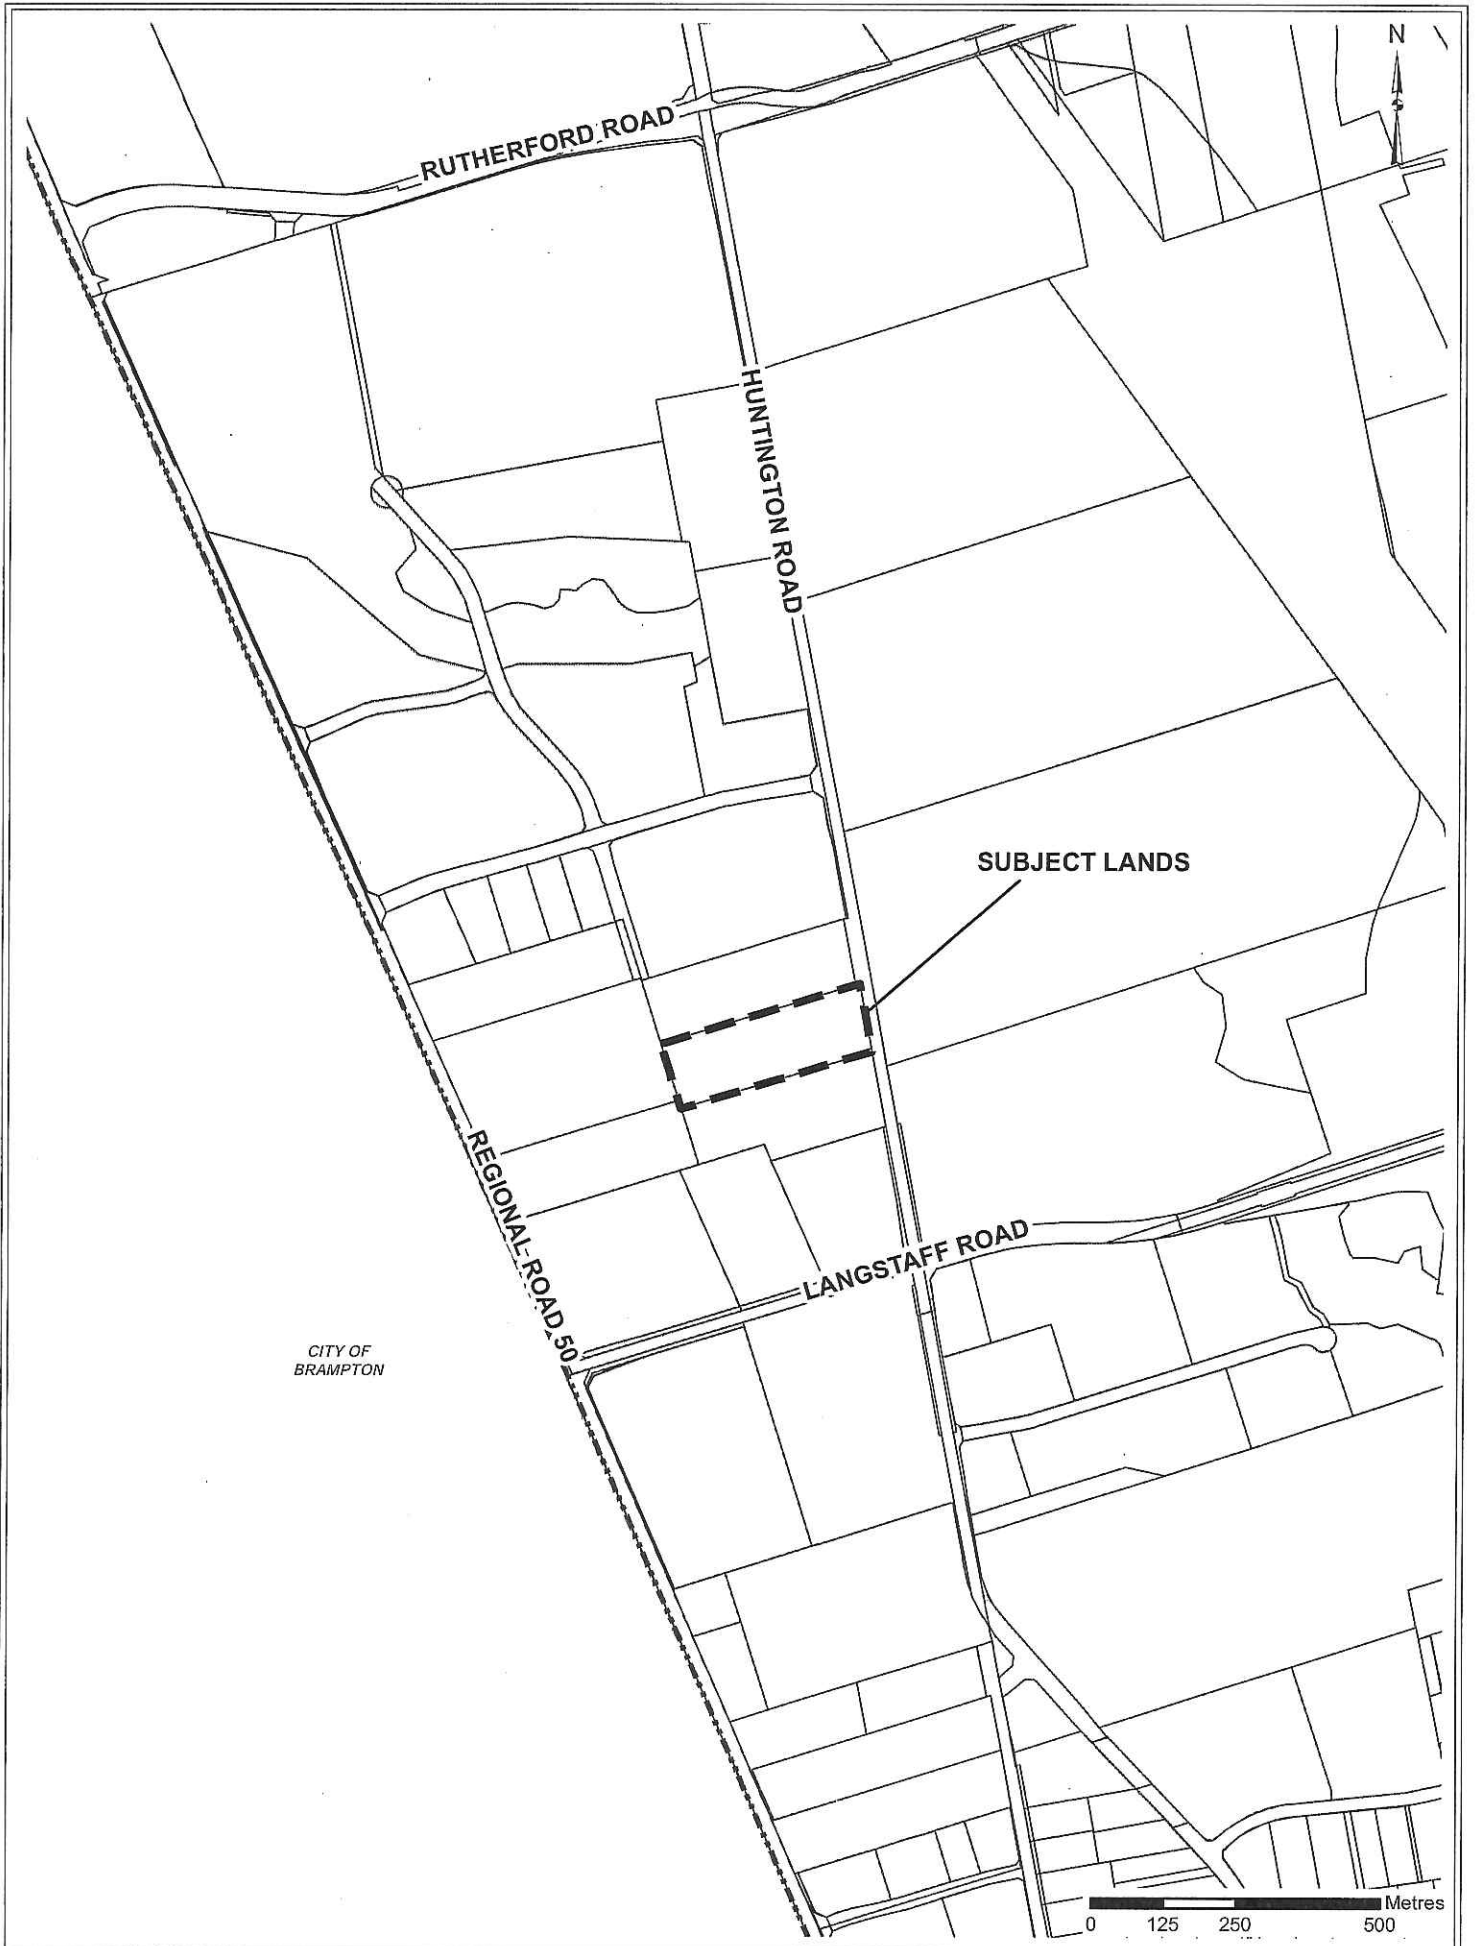 N
RUTHERFORD ROAD
HUNTINGTON ROAD
SUBJECT LANDS
REGIONAL ROAD 50
LANGSTAFF ROAD
CITY OF
BRAMPTON
Metres
0 125 250 500